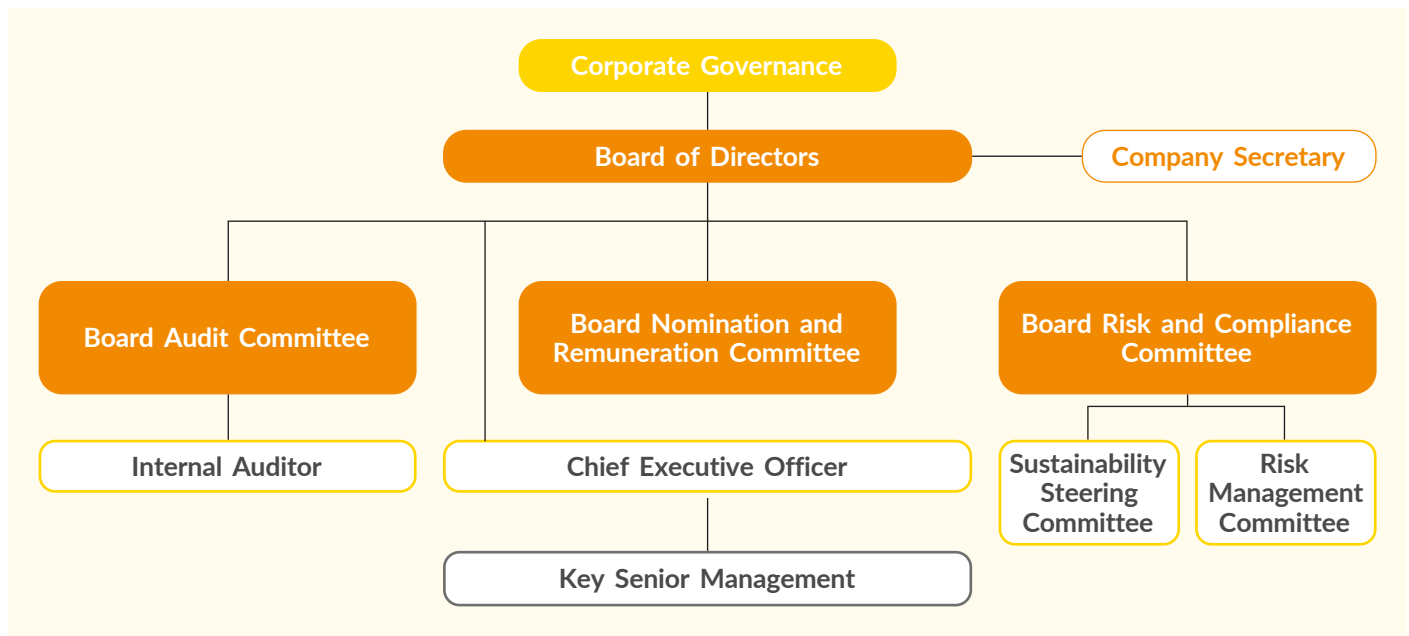 Corporate Governance
Board of Directors
Company Secretary
Board Audit Committee
Board Nomination and
Remuneration Committee
Board Risk and Compliance
Committee
Internal Auditor
Chief Executive Officer
Sustainability
Steering
Committee
Risk
Management
Committee
Key Senior Management